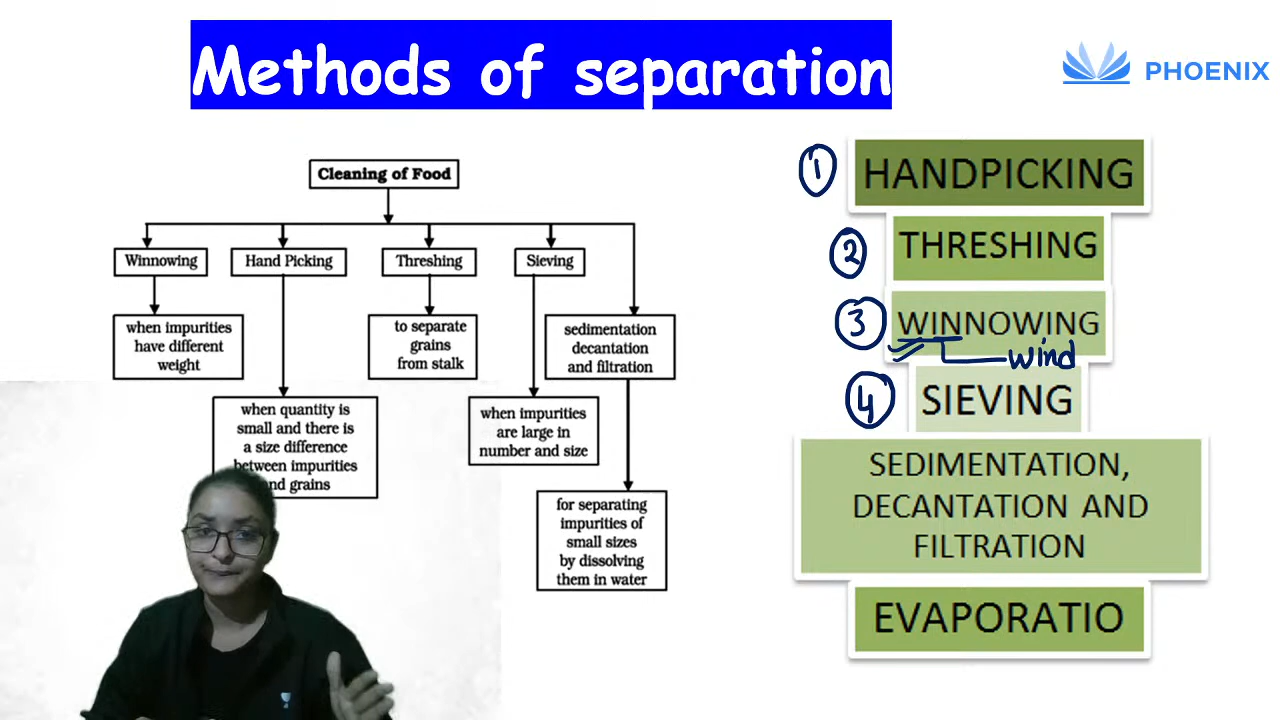 Methods of separation
PHOENIX
Cleaning of Food
Winnowing
Hand Picking
Threshing
Sieving
when impurities
have different
weight
to separate
grains
from stalk
sedimentation
decantation
and filtration
when quantity is
small and there is
a size difference
between impurities
and grains
when impurities
are large in
number and size
for separating
impurities of
small sizes
by dissolving
them in water
1 HANDPICKING
2 THRESHING
3 WINNOWING
wind
4 SIEVING
SEDIMENTATION,
DECANTATION AND
FILTRATION
EVAPORATIO